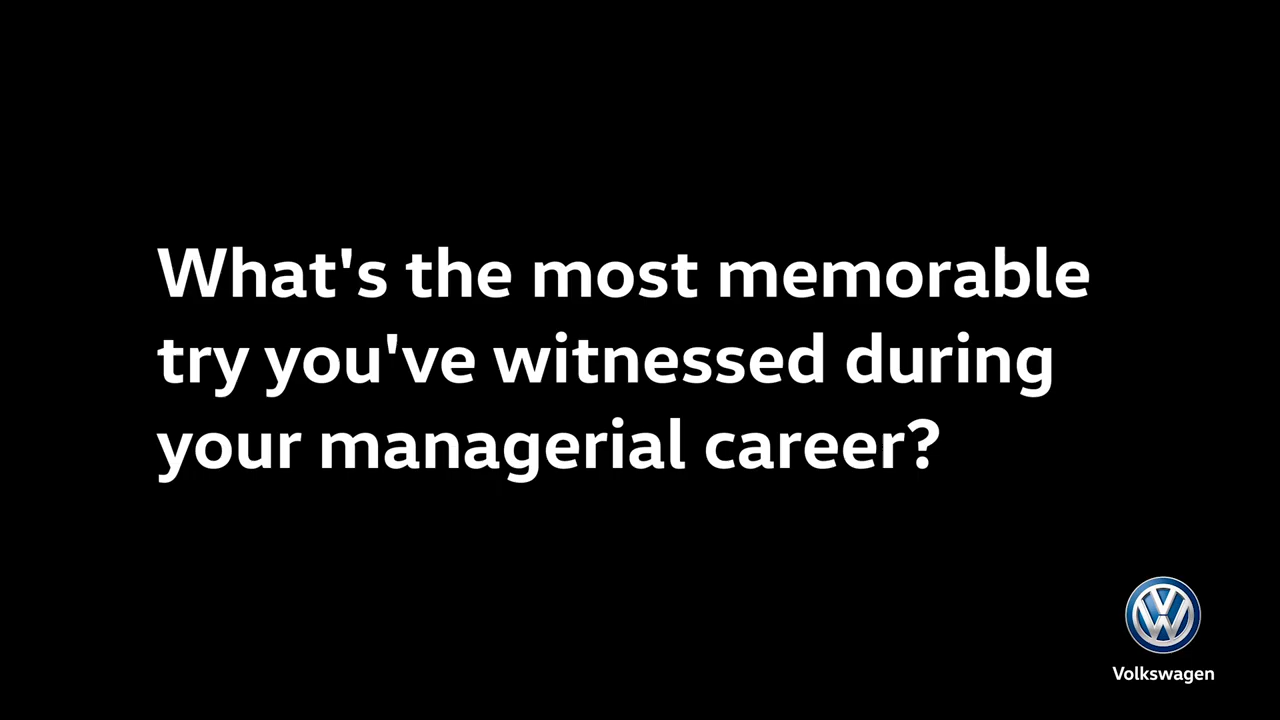 What's the most memorable
try you've witnessed during
your managerial career?
Volkswagen